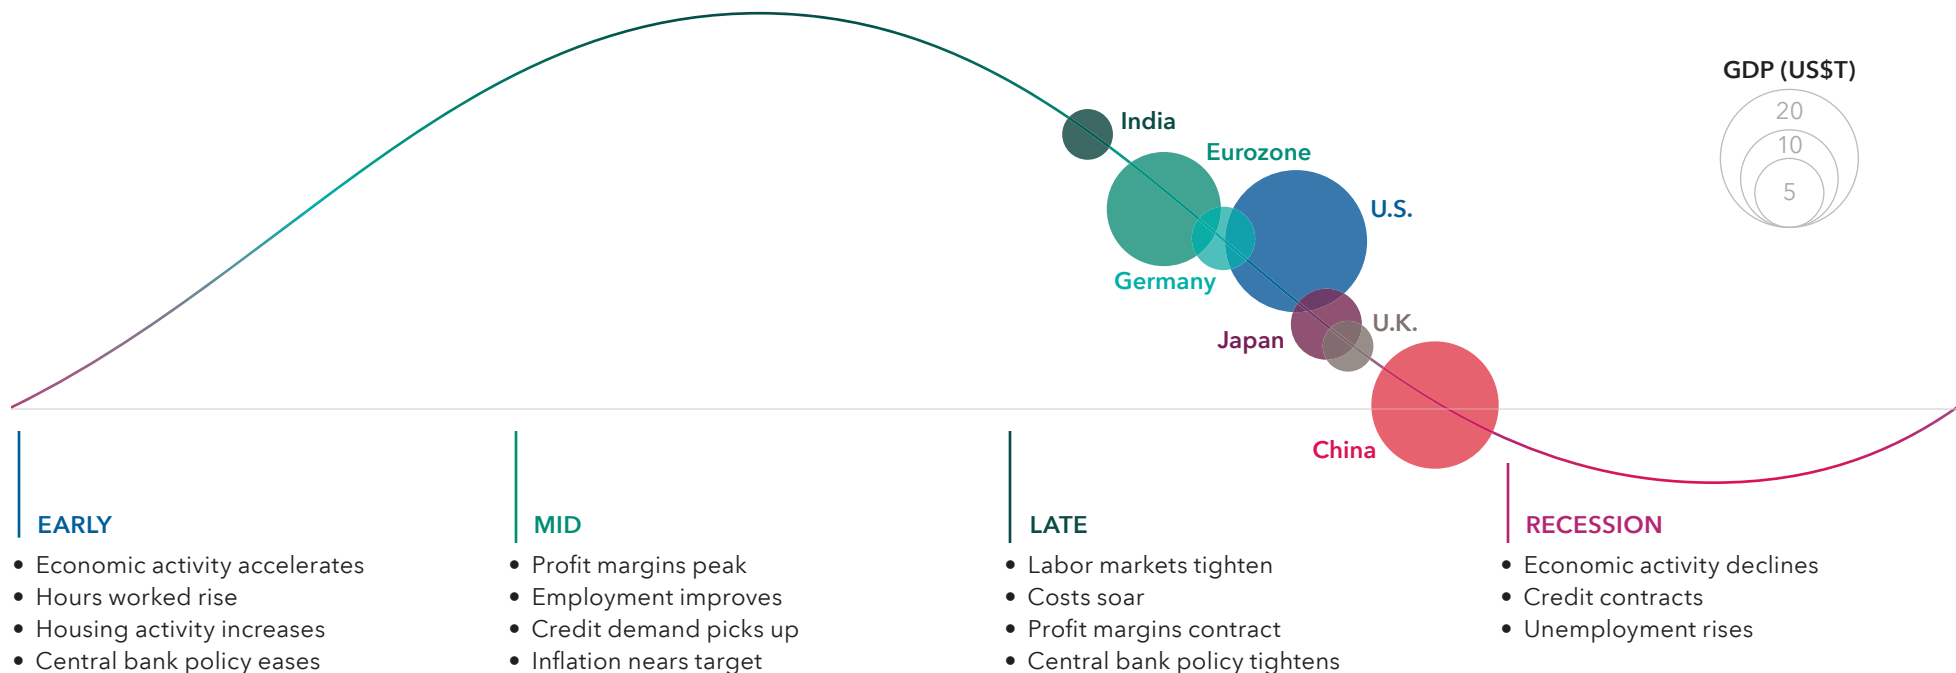 GDP (US$T)
20
10
5
India
Eurozone
U.S.
Germany
Japan
U.K.
China
EARLY
• Economic activity accelerates
• Hours worked rise
• Housing activity increases
• Central bank policy eases
MID
• Profit margins peak
• Employment improves
• Credit demand picks up
• Inflation nears target
LATE
• Labor markets tighten
• Costs soar
• Profit margins contract
• Central bank policy tightens
RECESSION
• Economic activity declines
• Credit contracts
• Unemployment rises